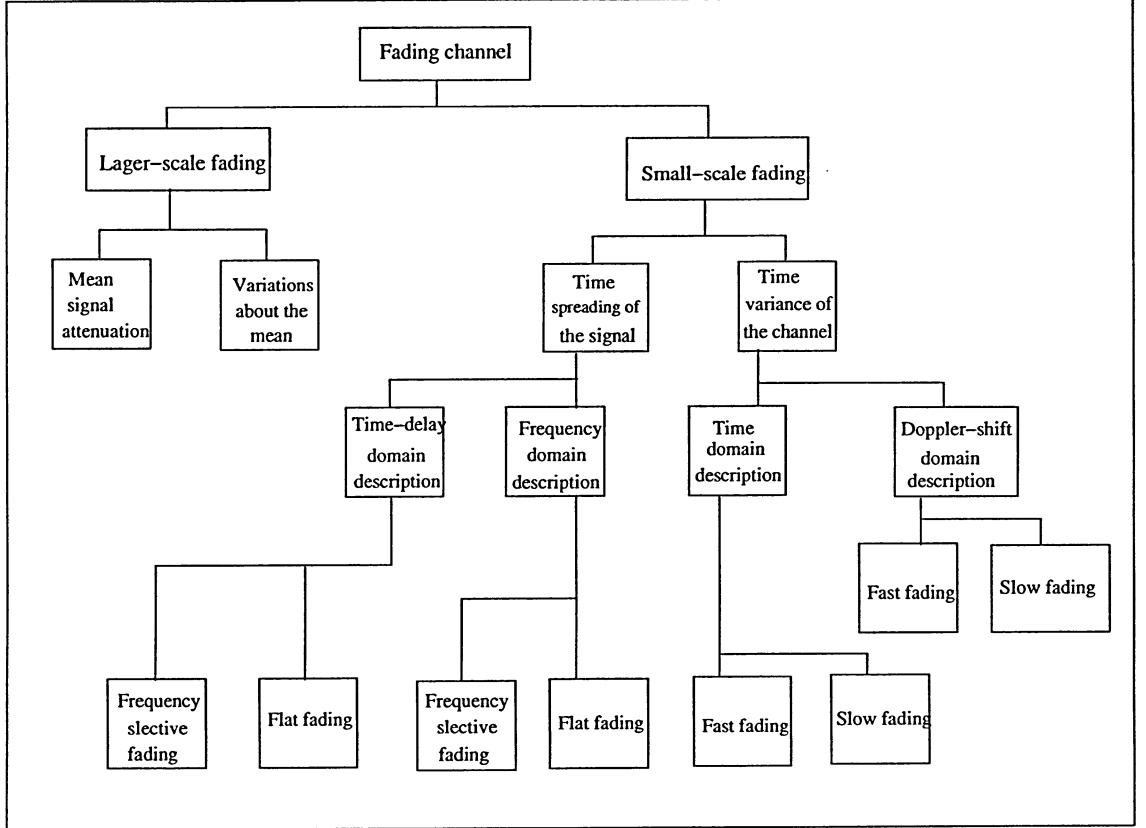 Fading channel
Lager-scale fading
Small-scale fading
Mean
signal
attenuation
Variations
about the
mean
Time
spreading of
the signal
Time
variance of
the channel
Time-delay
domain
description
Frequency
domain
description
Time
domain
description
Doppler-shift
domain
description
Fast fading
Slow fading
Frequency
slective
fading
Flat fading
Frequency
slective
fading
Flat fading
Fast fading
Slow fading